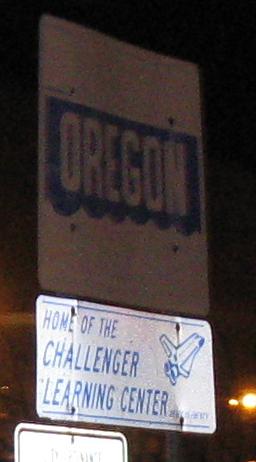 OREGON
HOME OF THE
CHALLENGER
LEARNING CENTER